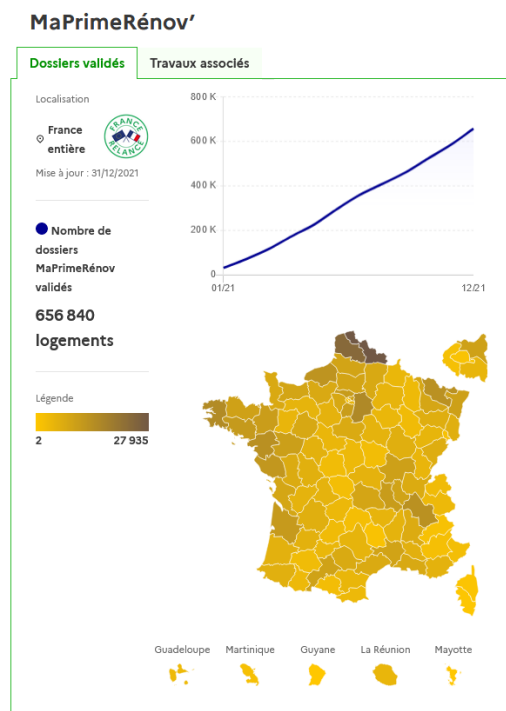 MaPrimeRénov’
Dossiers validés
Travaux associés
Localisation
France
entière
FRANCE
RELANCE
Mise à jour : 31/12/2021
Nombre de
dossiers
MaPrimeRénov
validés
656 840
logements
Légende
2
27 935
800 K
600 K
400 K
200 K
0
01/21
12/21
Guadeloupe
Martinique
Guyane
La Réunion
Mayotte